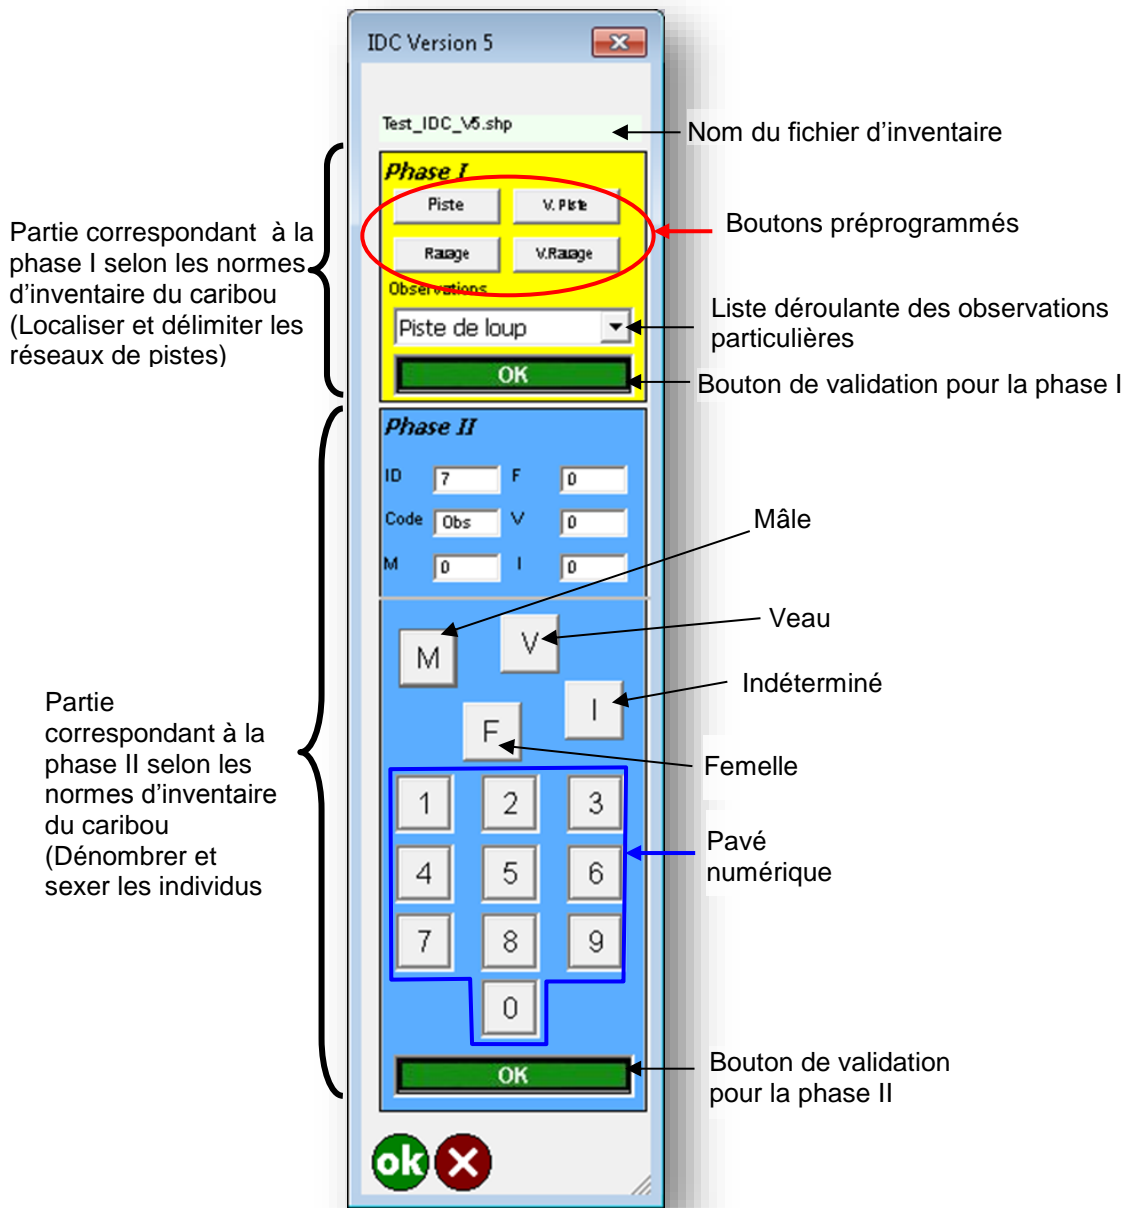 IDC Version 5
Test_IDC_V5.shp
Nom du fichier d'inventaire
Phase I
Piste
V. Piste
Boutons préprogrammés
Ravage
V.Ravage
Observations
Piste de loup
Liste déroulante des observations
particulières
OK
Bouton de validation pour la phase I
Partie correspondant à la
phase I selon les normes
d'inventaire du caribou
(Localiser et délimiter les
réseaux de pistes)
Phase II
ID
7
F
0
Code
Obs
V
0
M
0
I
0
Mâle
Veau
Indéterminé
Femelle
M
V
I
F
Partie
correspondant à la
phase II selon les
normes d'inventaire
du caribou
(Dénombrer et
sexer les individus
1 2 3
4 5 6
7 8 9
0
Pavé
numérique
OK
Bouton de validation
pour la phase II
ok